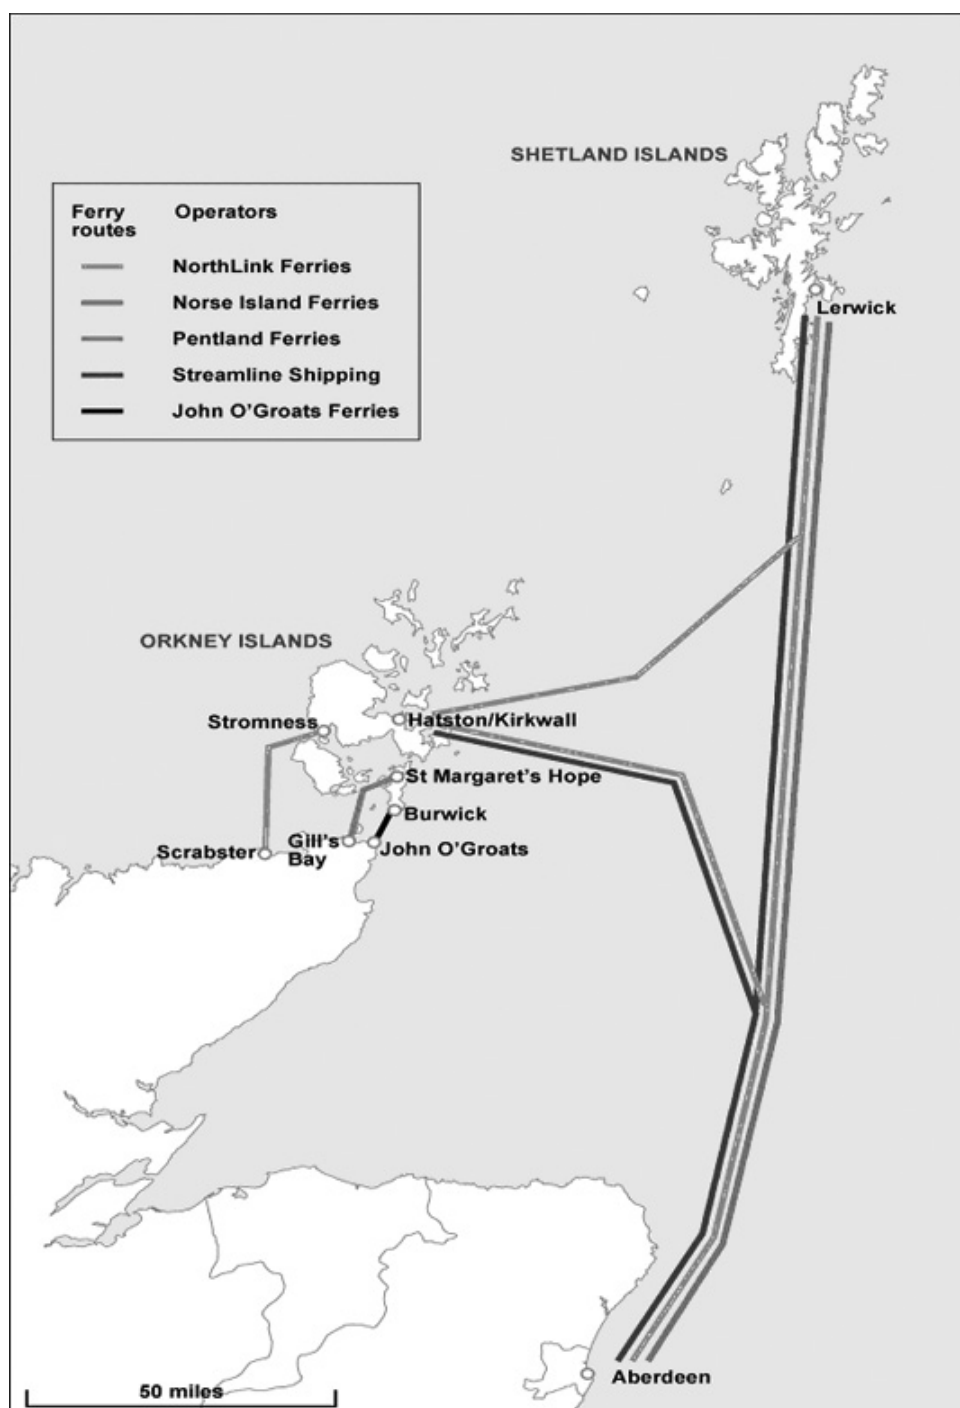 SHETLAND ISLANDS
Ferry routes
Operators
NorthLink Ferries
Norse Island Ferries
Pentland Ferries
Streamline Shipping
John O'Groats Ferries
Lerwick
ORKNEY ISLANDS
Stromness
Hatston/Kirkwall
St Margaret's Hope
Burwick
Gill's
Bay
John O'Groats
Scrabster
Aberdeen
50 miles